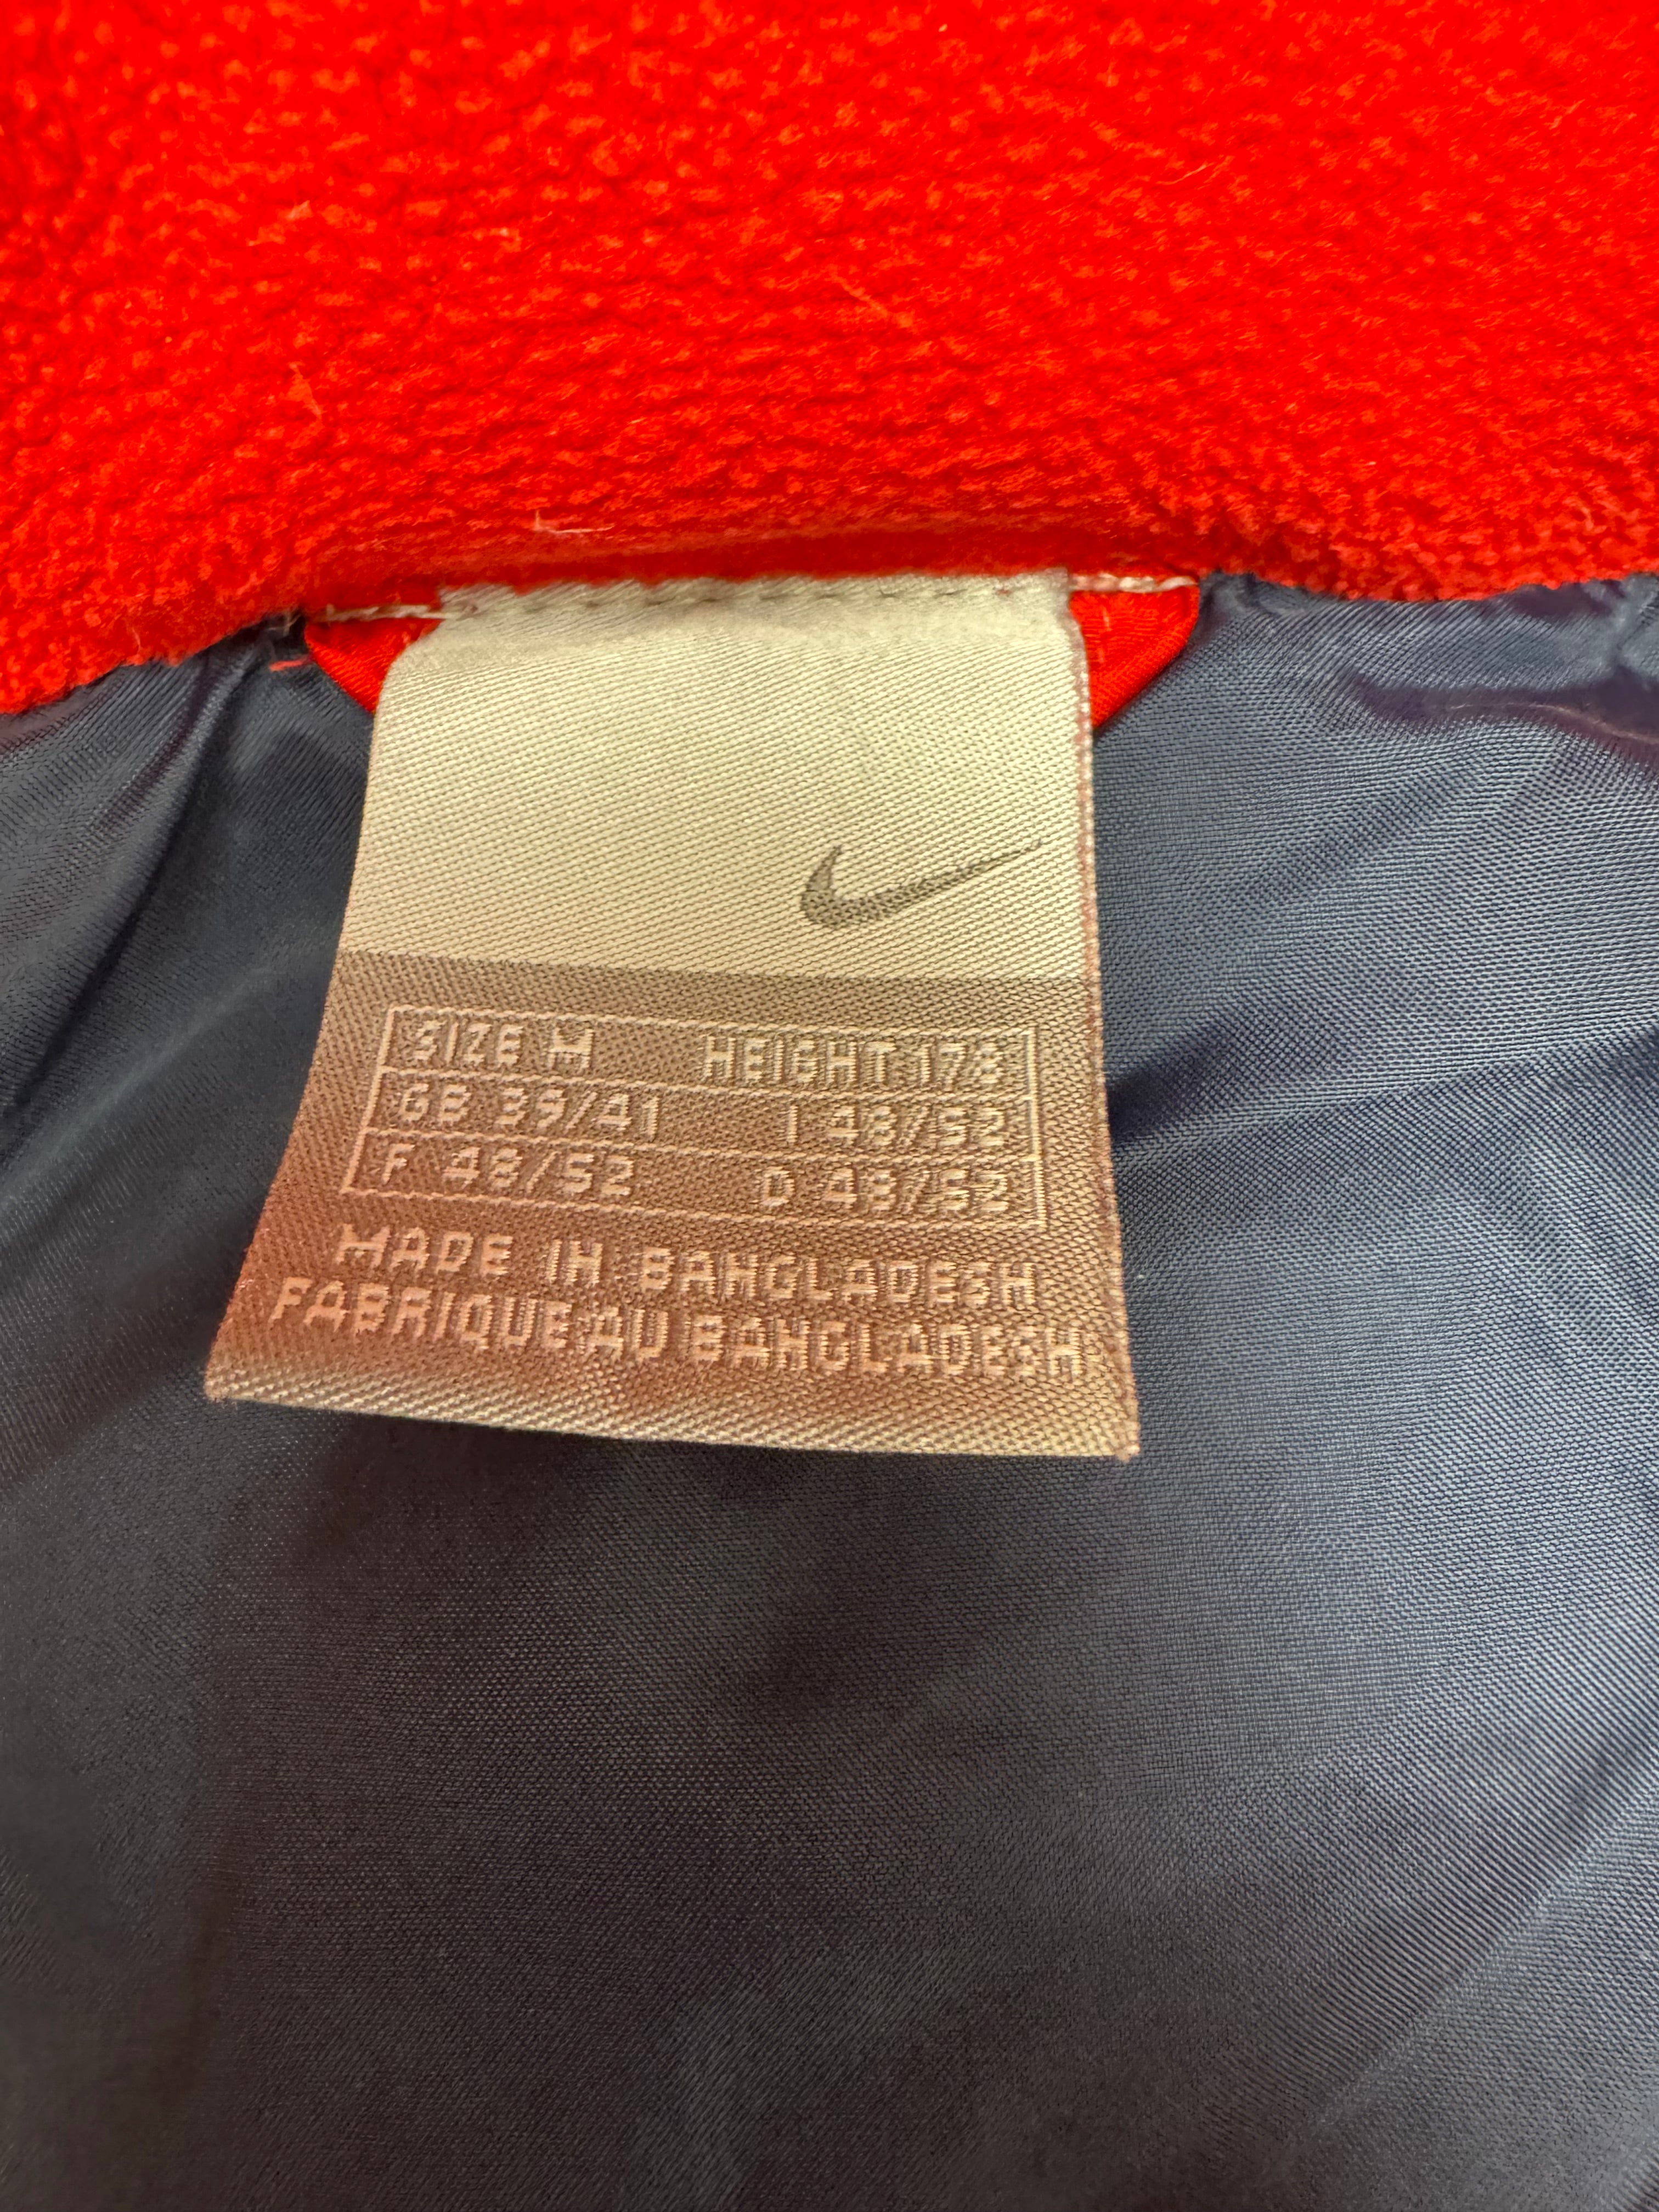 SIZE M HEIGHT 178
GB 39/41 I 48/52
F 48/52 D 48/52
MADE IN BANGLADESH
FABRIQUE AU BANGLADESH